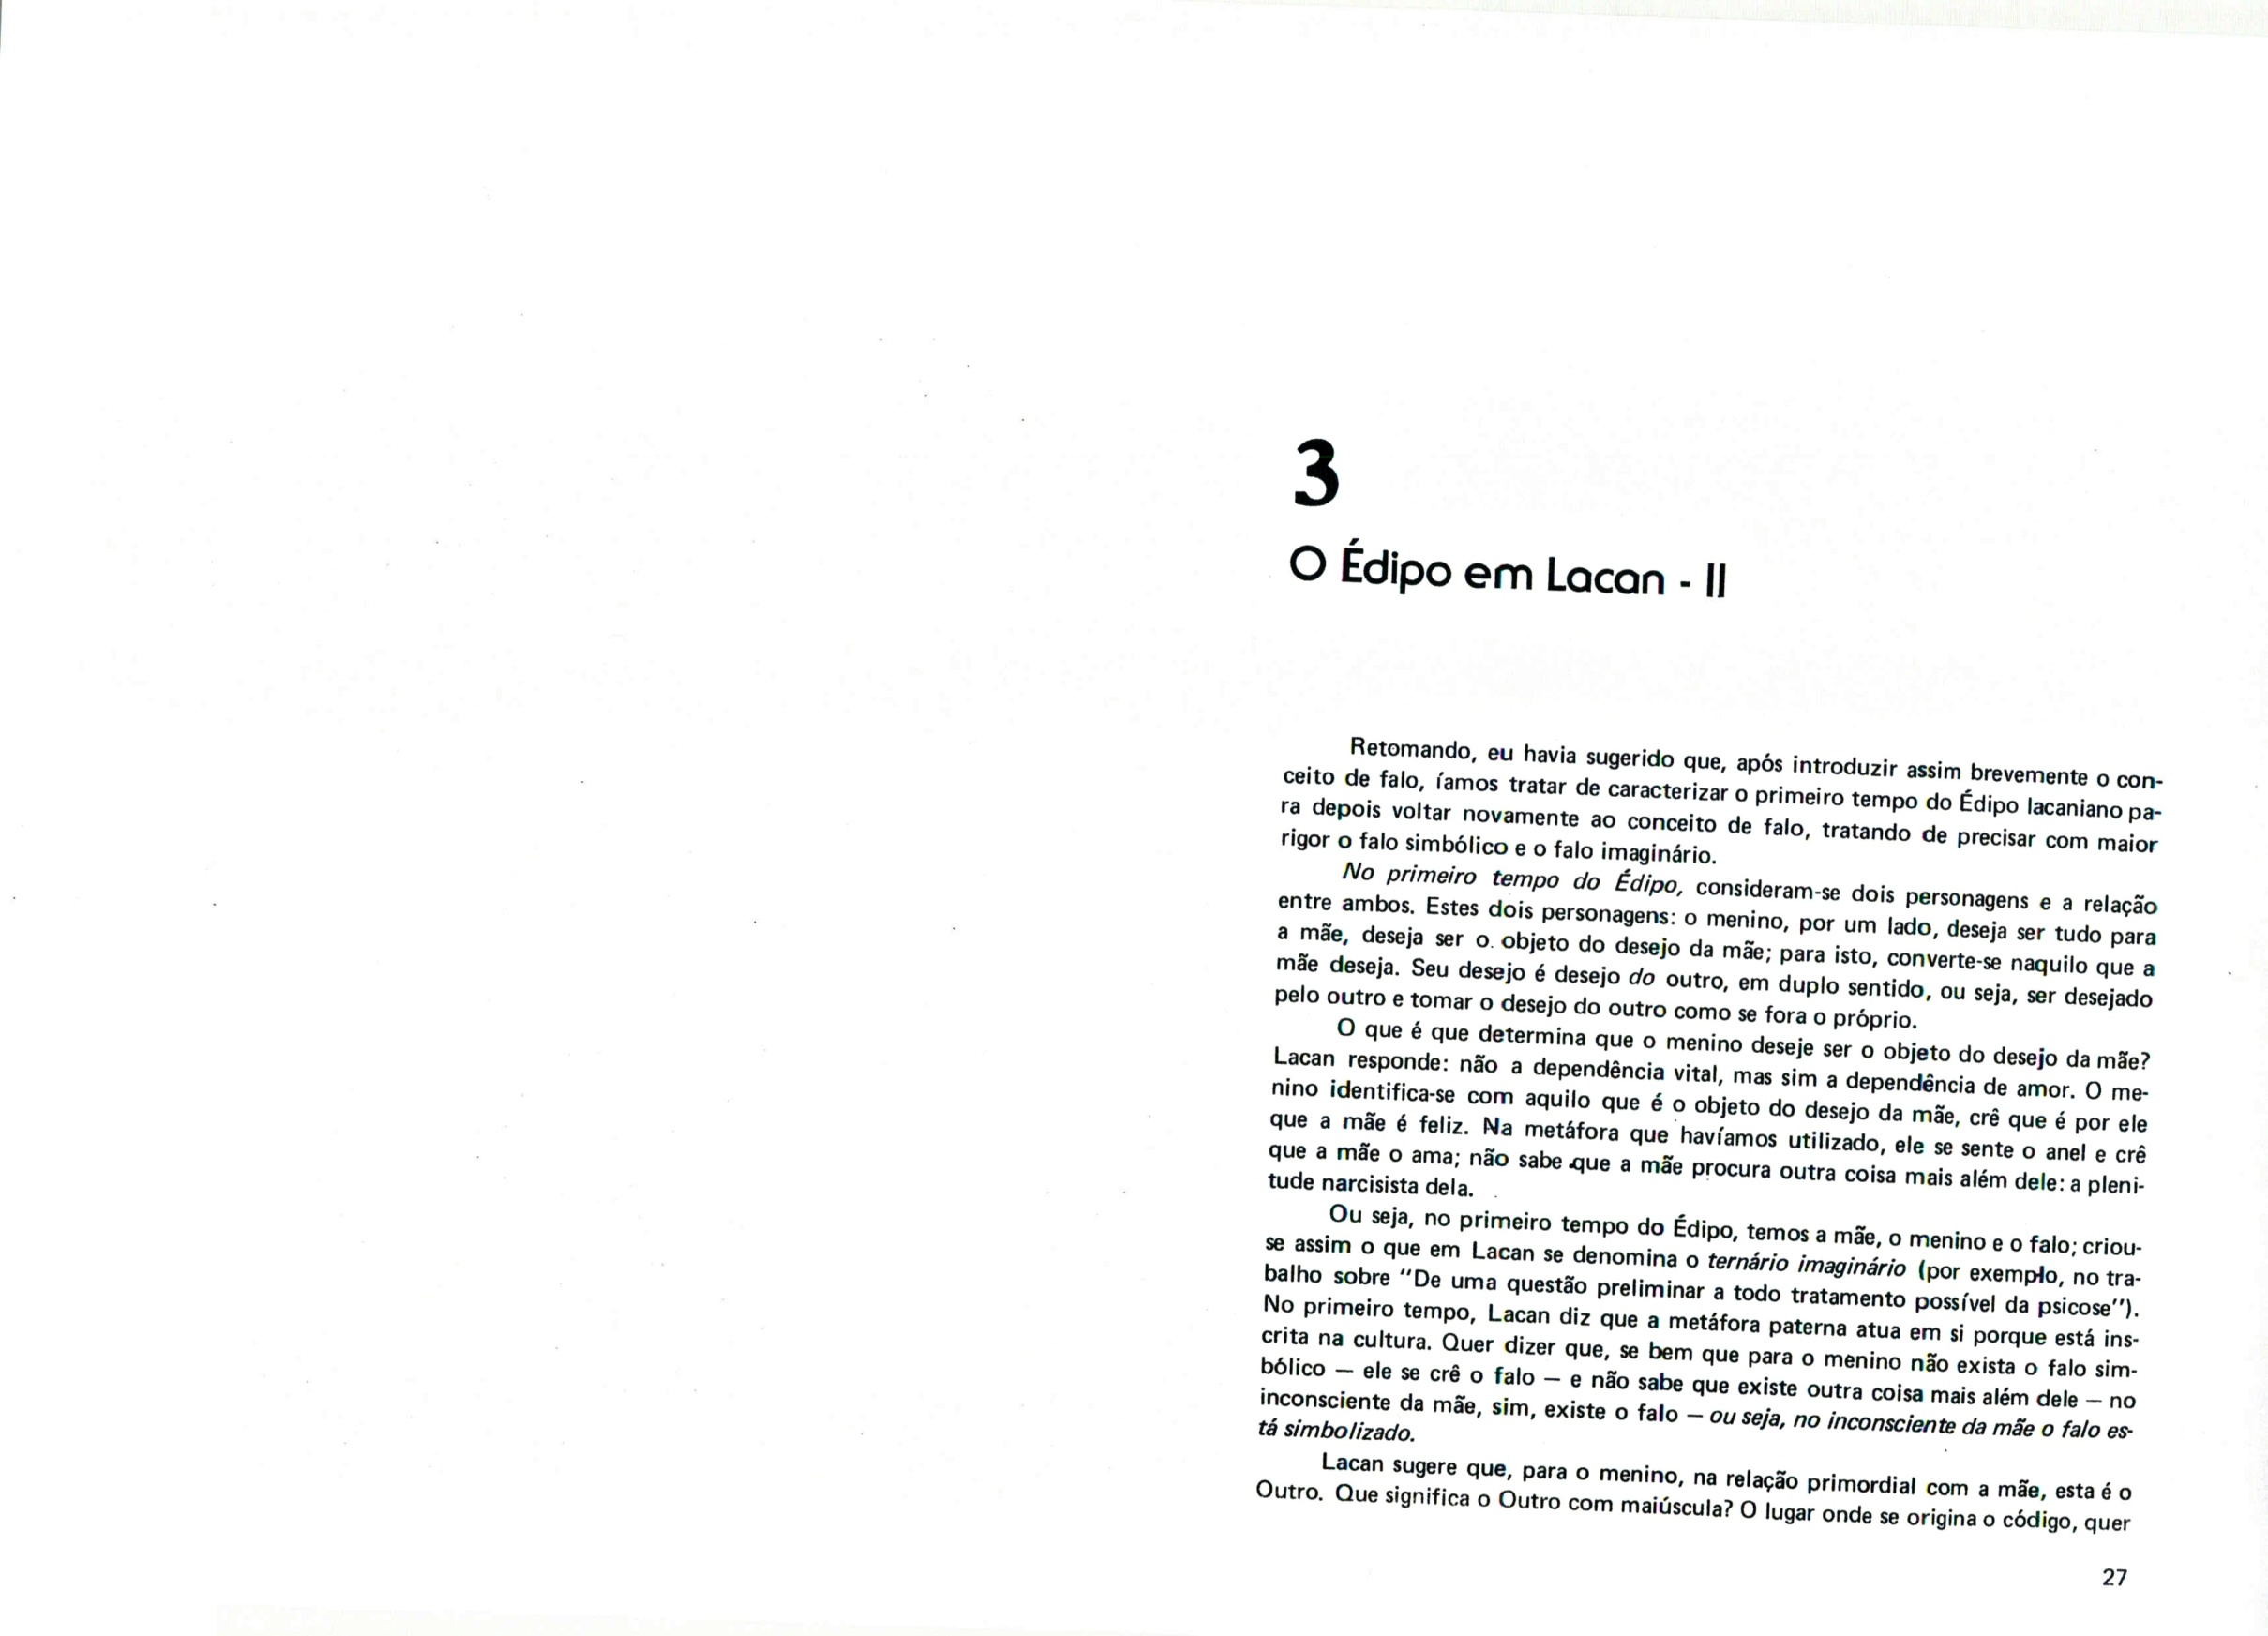 3
O Édipo em Lacan - II
Retomando, eu havia sugerido que, após introduzir assim brevemente o con-
ceito de falo, íamos tratar de caracterizar o primeiro tempo do Édipo lacaniano pa-
ra depois voltar novamente ao conceito de falo, tratando de precisar com maior
rigor o falo simbólico e o falo imaginário.
No primeiro tempo do Édipo, consideram-se dois personagens e a relação
entre ambos. Estes dois personagens: o menino, por um lado, deseja ser tudo para
a mãe, deseja ser o objeto do desejo da mãe; para isto, converte-se naquilo que a
mãe deseja. Seu desejo é desejo do outro, em duplo sentido, ou seja, ser desejado
pelo outro e tomar o desejo do outro como se fora o próprio.
O que é que determina que o menino deseje ser o objeto do desejo da mãe?
Lacan responde: não a dependência vital, mas sim a dependência de amor. O me-
nino identifica-se com aquilo que é o objeto do desejo da mãe, crê que é por ele
que a mãe é feliz. Na metáfora que havíamos utilizado, ele se sente o anel e crê
que a mãe o ama; não sabe que a mãe procura outra coisa mais além dele: a pleni-
tude narcisista dela.
Ou seja, no primeiro tempo do Édipo, temos a mãe, o menino e o falo; criou-
se assim o que em Lacan se denomina o ternário imaginário (por exemplo, no tra-
balho sobre "De uma questão preliminar a todo tratamento possível da psicose").
No primeiro tempo, Lacan diz que a metáfora paterna atua em si porque está ins-
crita na cultura. Quer dizer que, se bem que para o menino não exista o falo sim-
bólico — ele se crê o falo — e não sabe que existe outra coisa mais além dele — no
inconsciente da mãe, sim, existe o falo — ou seja, no inconsciente da mãe o falo es-
tá simbolizado.
Lacan sugere que, para o menino, na relação primordial com a mãe, esta é o
Outro. Que significa o Outro com maiúscula? O lugar onde se origina o código, quer
27